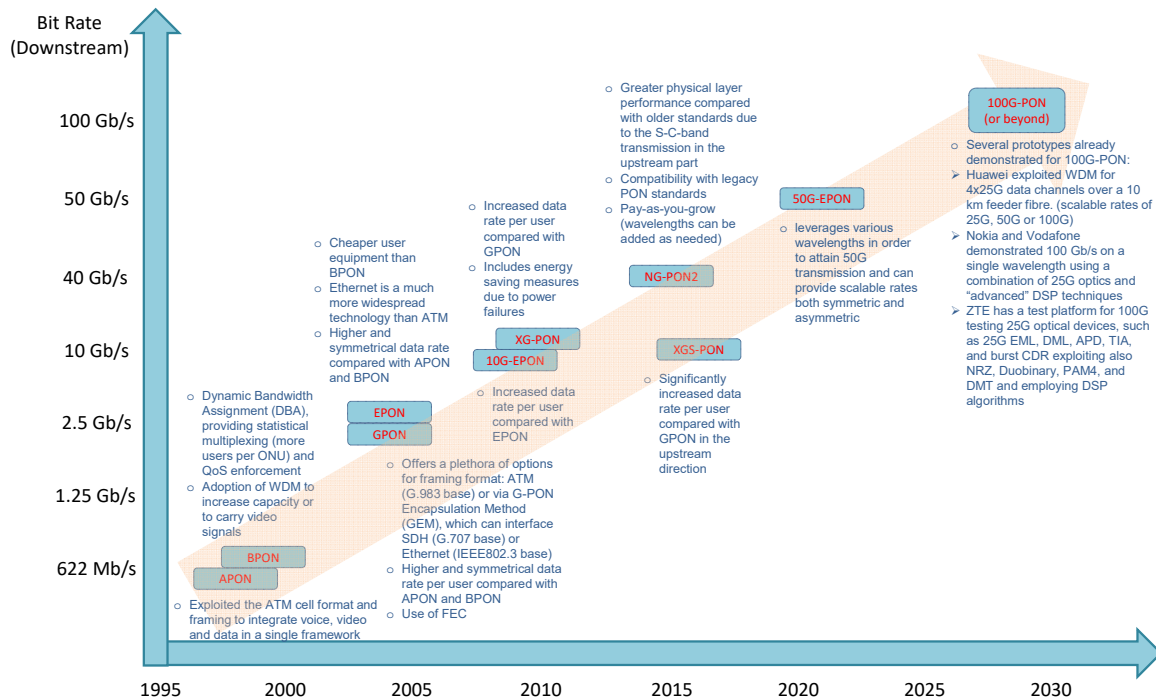 Bit Rate
(Downstream)
100 Gb/s
50 Gb/s
40 Gb/s
10 Gb/s
2.5 Gb/s
1.25 Gb/s
622 Mb/s
o Dynamic Bandwidth
Assignment (DBA),
providing statistical
multiplexing (more
users per ONU) and
QoS enforcement
o Adoption of WDM to
increase capacity or
to carry video
signals
BPON
APON
o Exploited the ATM cell format and
framing to integrate voice, video
and data in a single framework
o Cheaper user
equipment than
BPON
o Ethernet is a much
more widespread
technology than ATM
o Higher and
symmetrical data rate
compared with APON
and BPON
EPON
GPON
o Offers a plethora of options
for framing format: ATM
(G.983 base) or via G-PON
Encapsulation Method
(GEM), which can interface
SDH (G.707 base) or
Ethernet (IEEE802.3 base)
o Higher and symmetrical data
rate per user compared with
APON and BPON
o Use of FEC
o Increased data
rate per user
compared with
GPON
o Includes energy
saving measures
due to power
failures
XG-PON
10G-EPON
o Increased data
rate per user
compared with
EPON
o Greater physical layer
performance compared
with older standards due
to the S-C-band
transmission in the
upstream part
o Compatibility with legacy
PON standards
o Pay-as-you-grow
(wavelengths can be
added as needed)
NG-PON2
XGS-PON
o Significantly
increased data
rate per user
compared with
GPON in the
upstream
direction
50G-EPON
o leverages various
wavelengths in order
to attain 50G
transmission and can
provide scalable rates
both symmetric and
asymmetric
100G-PON
(or beyond)
o Several prototypes already
demonstrated for 100G-PON:
➢ Huawei exploited WDM for
4x25G data channels over a 10
km feeder fibre. (scalable rates of
25G, 50G or 100G)
➢ Nokia and Vodafone
demonstrated 100 Gb/s on a
single wavelength using a
combination of 25G optics and
“advanced” DSP techniques
➢ ZTE has a test platform for 100G
testing 25G optical devices, such
as 25G EML, DML, APD, TIA,
and burst CDR exploiting also
NRZ, Duobinary, PAM4, and
DMT and employing DSP
algorithms
1995 2000 2005 2010 2015 2020 2025 2030